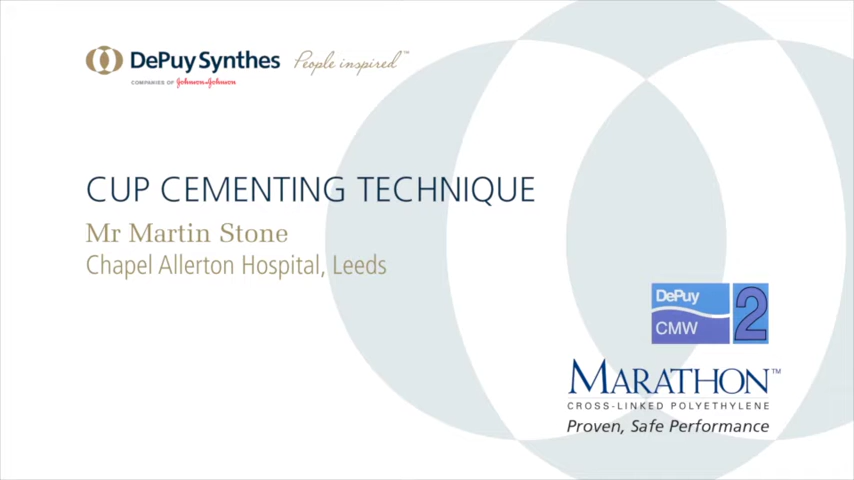 DePuy Synthes People inspired™
COMPANIES OF Johnson & Johnson
CUP CEMENTING TECHNIQUE
Mr Martin Stone
Chapel Allerton Hospital, Leeds
DePuy
CMW 2
MARATHON™
CROSS-LINKED POLYETHYLENE
Proven, Safe Performance